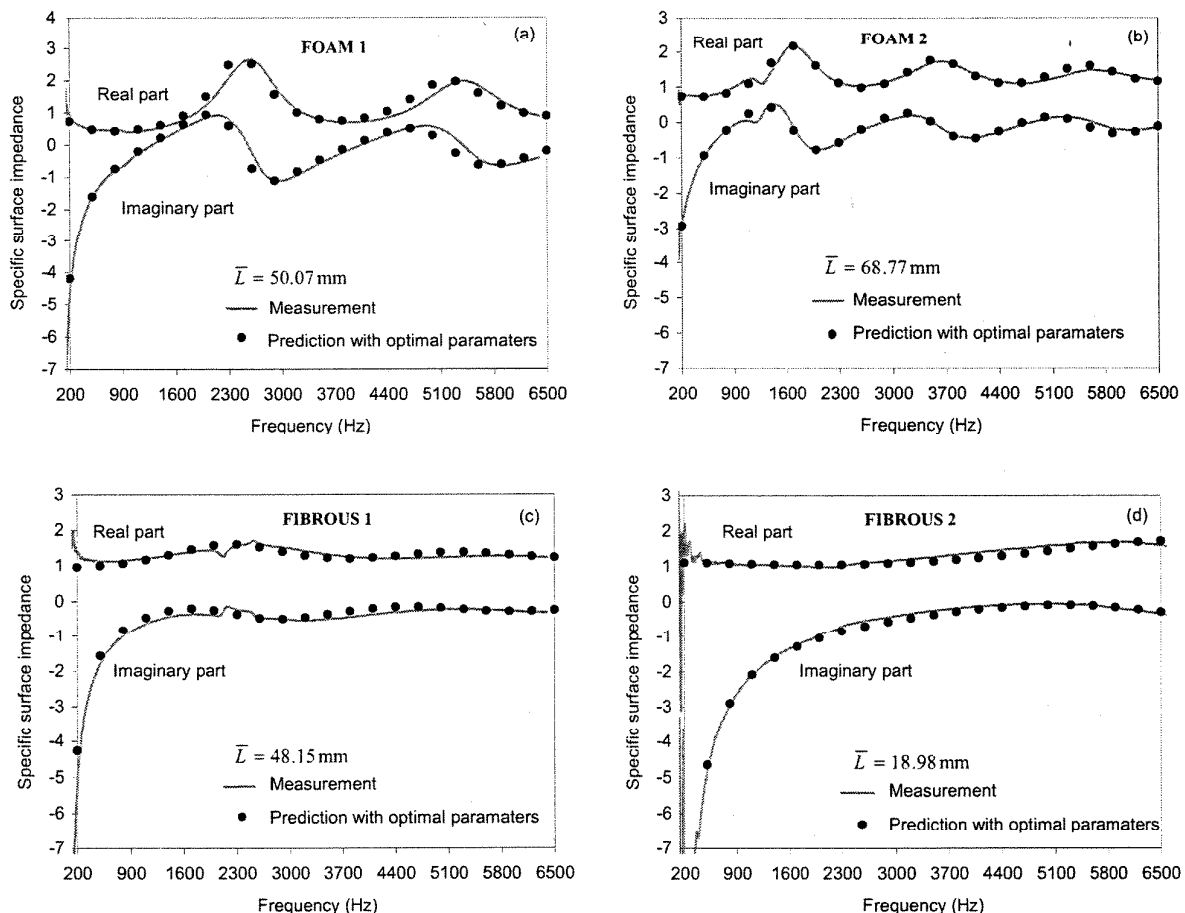 (a)
FOAM 1
Real part
Imaginary part
L̅ = 50.07 mm
Measurement
Prediction with optimal paramaters
Specific surface impedance
4
3
2
1
0
-1
-2
-3
-4
-5
-6
-7
200 900 1600 2300 3000 3700 4400 5100 5800 6500
Frequency (Hz)
(b)
FOAM 2
Real part
Imaginary part
L̅ = 68.77 mm
Measurement
Prediction with optimal paramaters
Specific surface impedance
3
2
1
0
-1
-2
-3
-4
-5
-6
-7
200 900 1600 2300 3000 3700 4400 5100 5800 6500
Frequency (Hz)
(c)
FIBROUS 1
Real part
Imaginary part
L̅ = 48.15 mm
Measurement
Prediction with optimal paramaters
Specific surface impedance
3
2
1
0
-1
-2
-3
-4
-5
-6
-7
200 900 1600 2300 3000 3700 4400 5100 5800 6500
Frequency (Hz)
(d)
FIBROUS 2
Real part
Imaginary part
L̅ = 18.98 mm
Measurement
Prediction with optimal paramaters
Specific surface impedance
3
2
1
0
-1
-2
-3
-4
-5
-6
-7
200 900 1600 2300 3000 3700 4400 5100 5800 6500
Frequency (Hz)